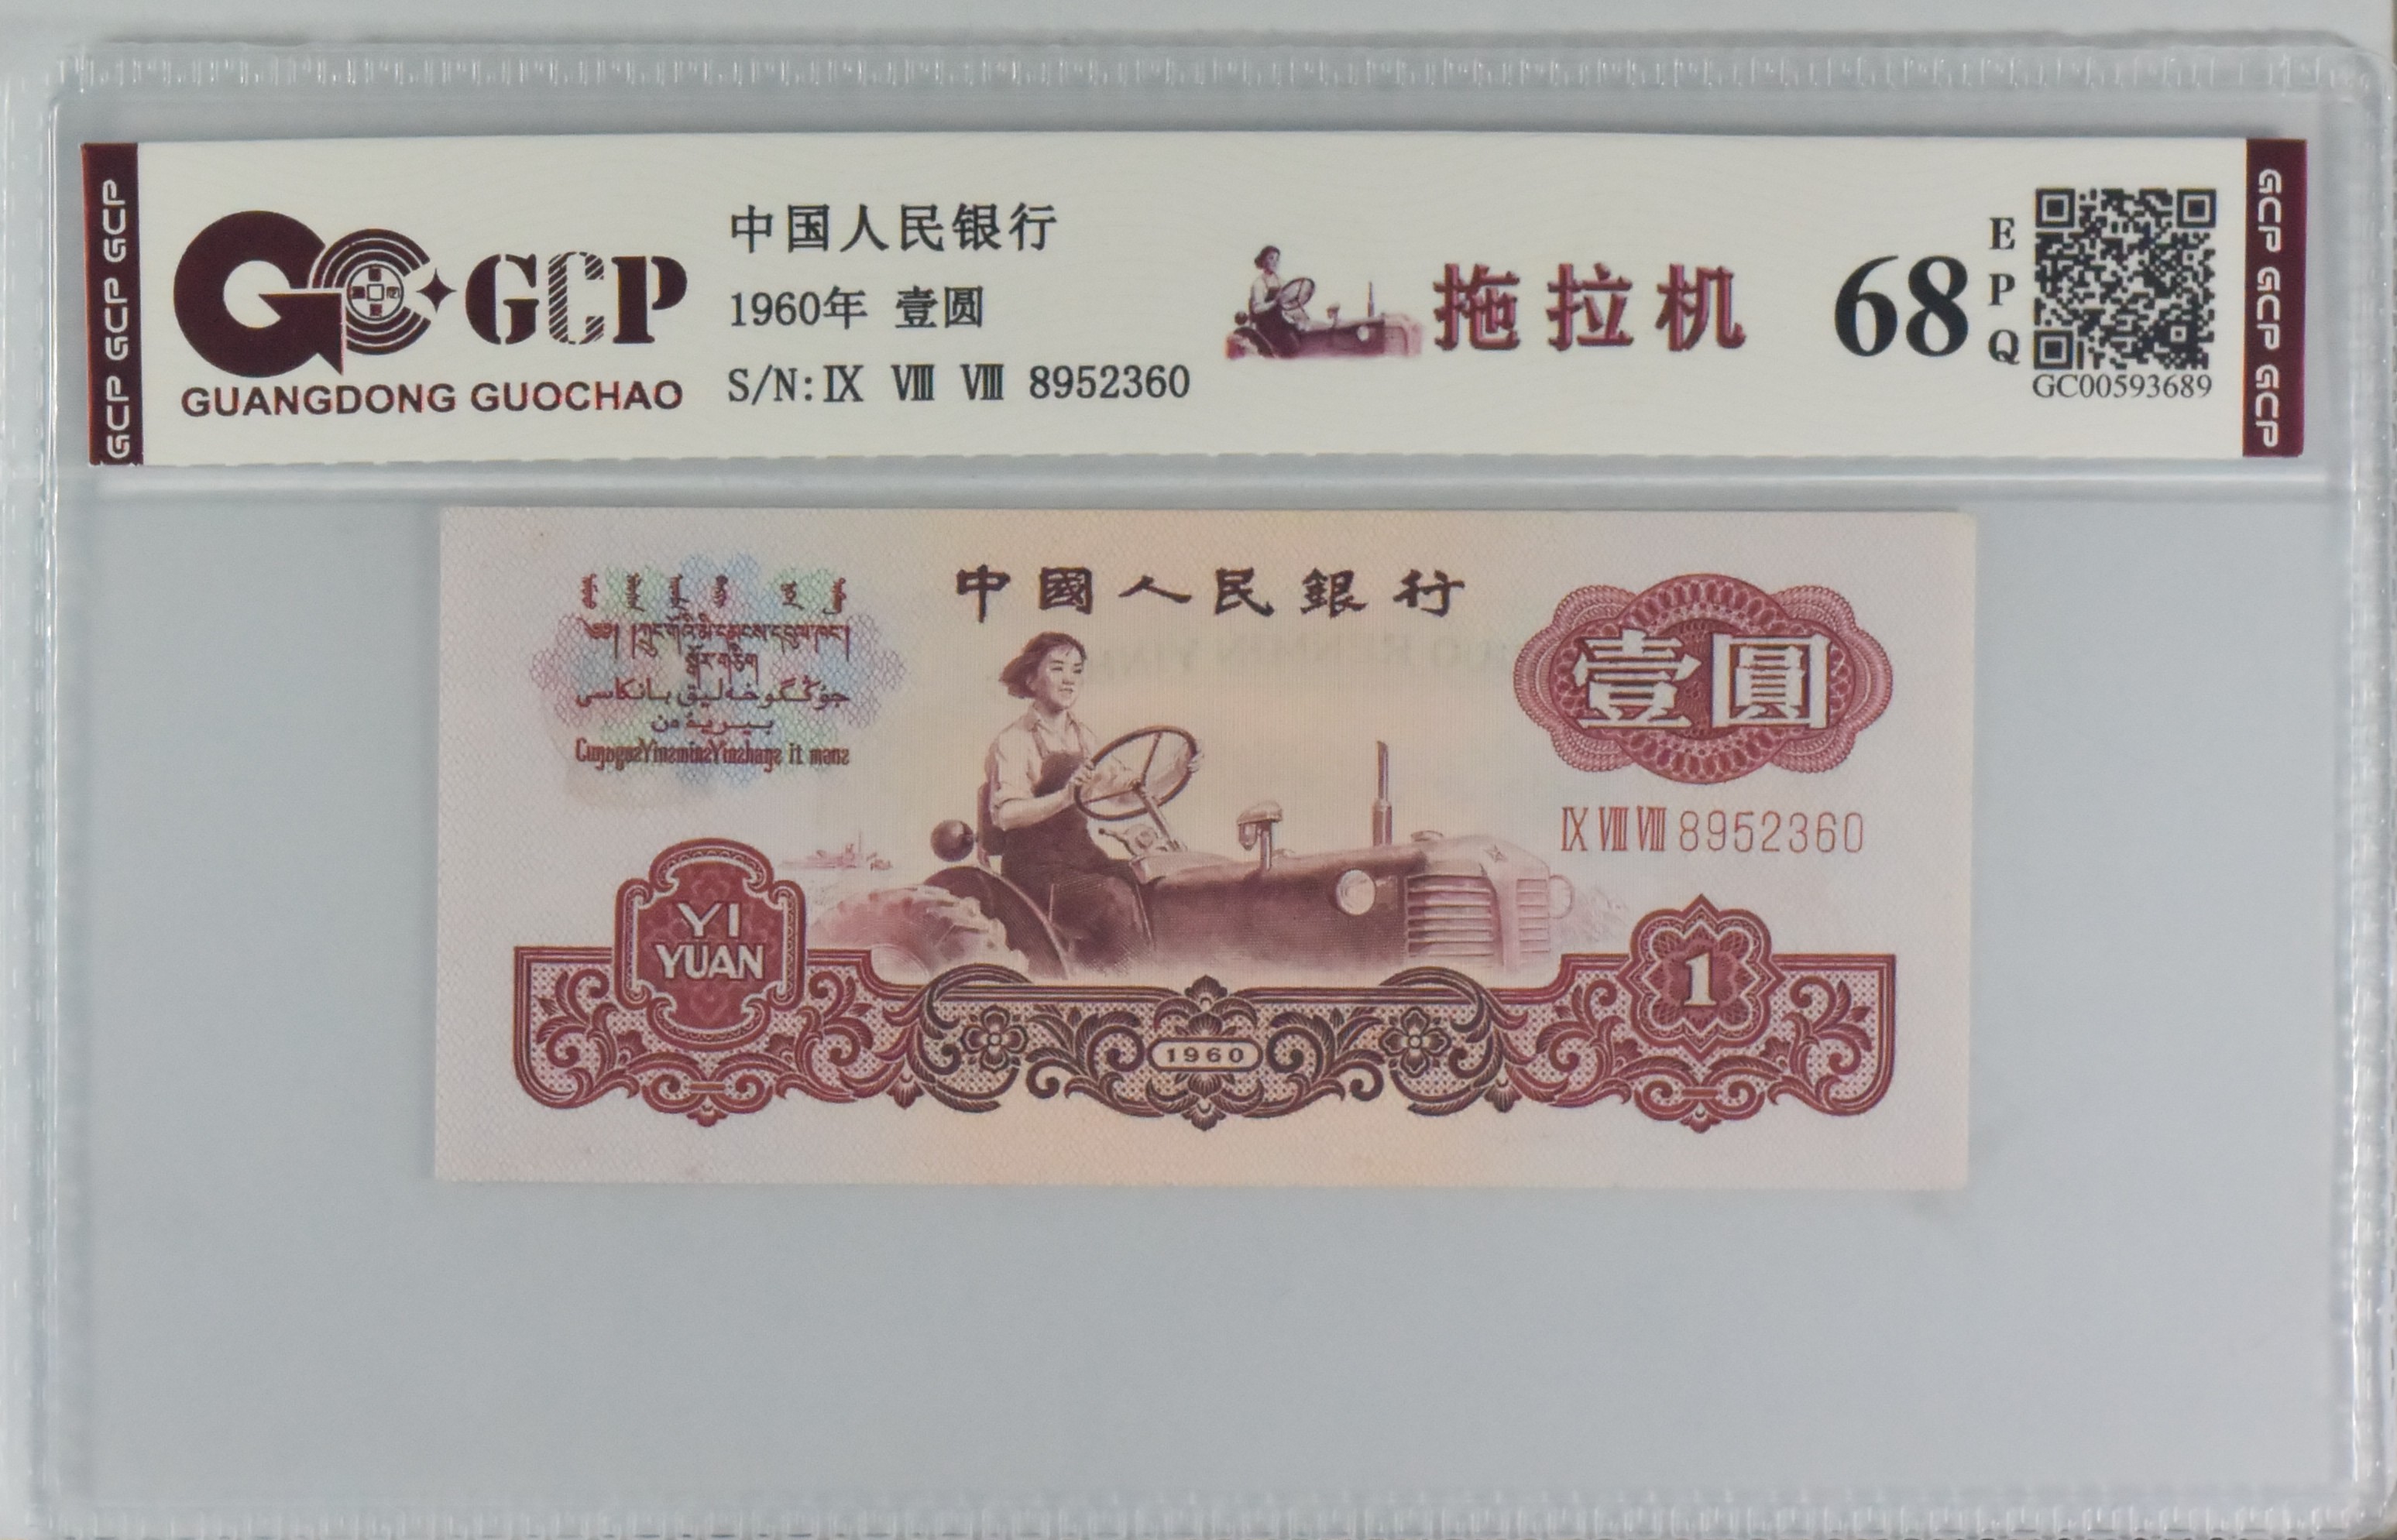 GCP GCP GCP
GCP
GUANGDONG GUOCHAO
中国人民银行
1960年 壹圆
S/N: Ⅸ Ⅷ Ⅷ 8952360
拖拉机
68
E
P
Q
GC00593689
GCP GCP GCP
中國人民銀行
壹圓
Ⅸ Ⅷ Ⅷ 8952360
YI
YUAN
1
1960